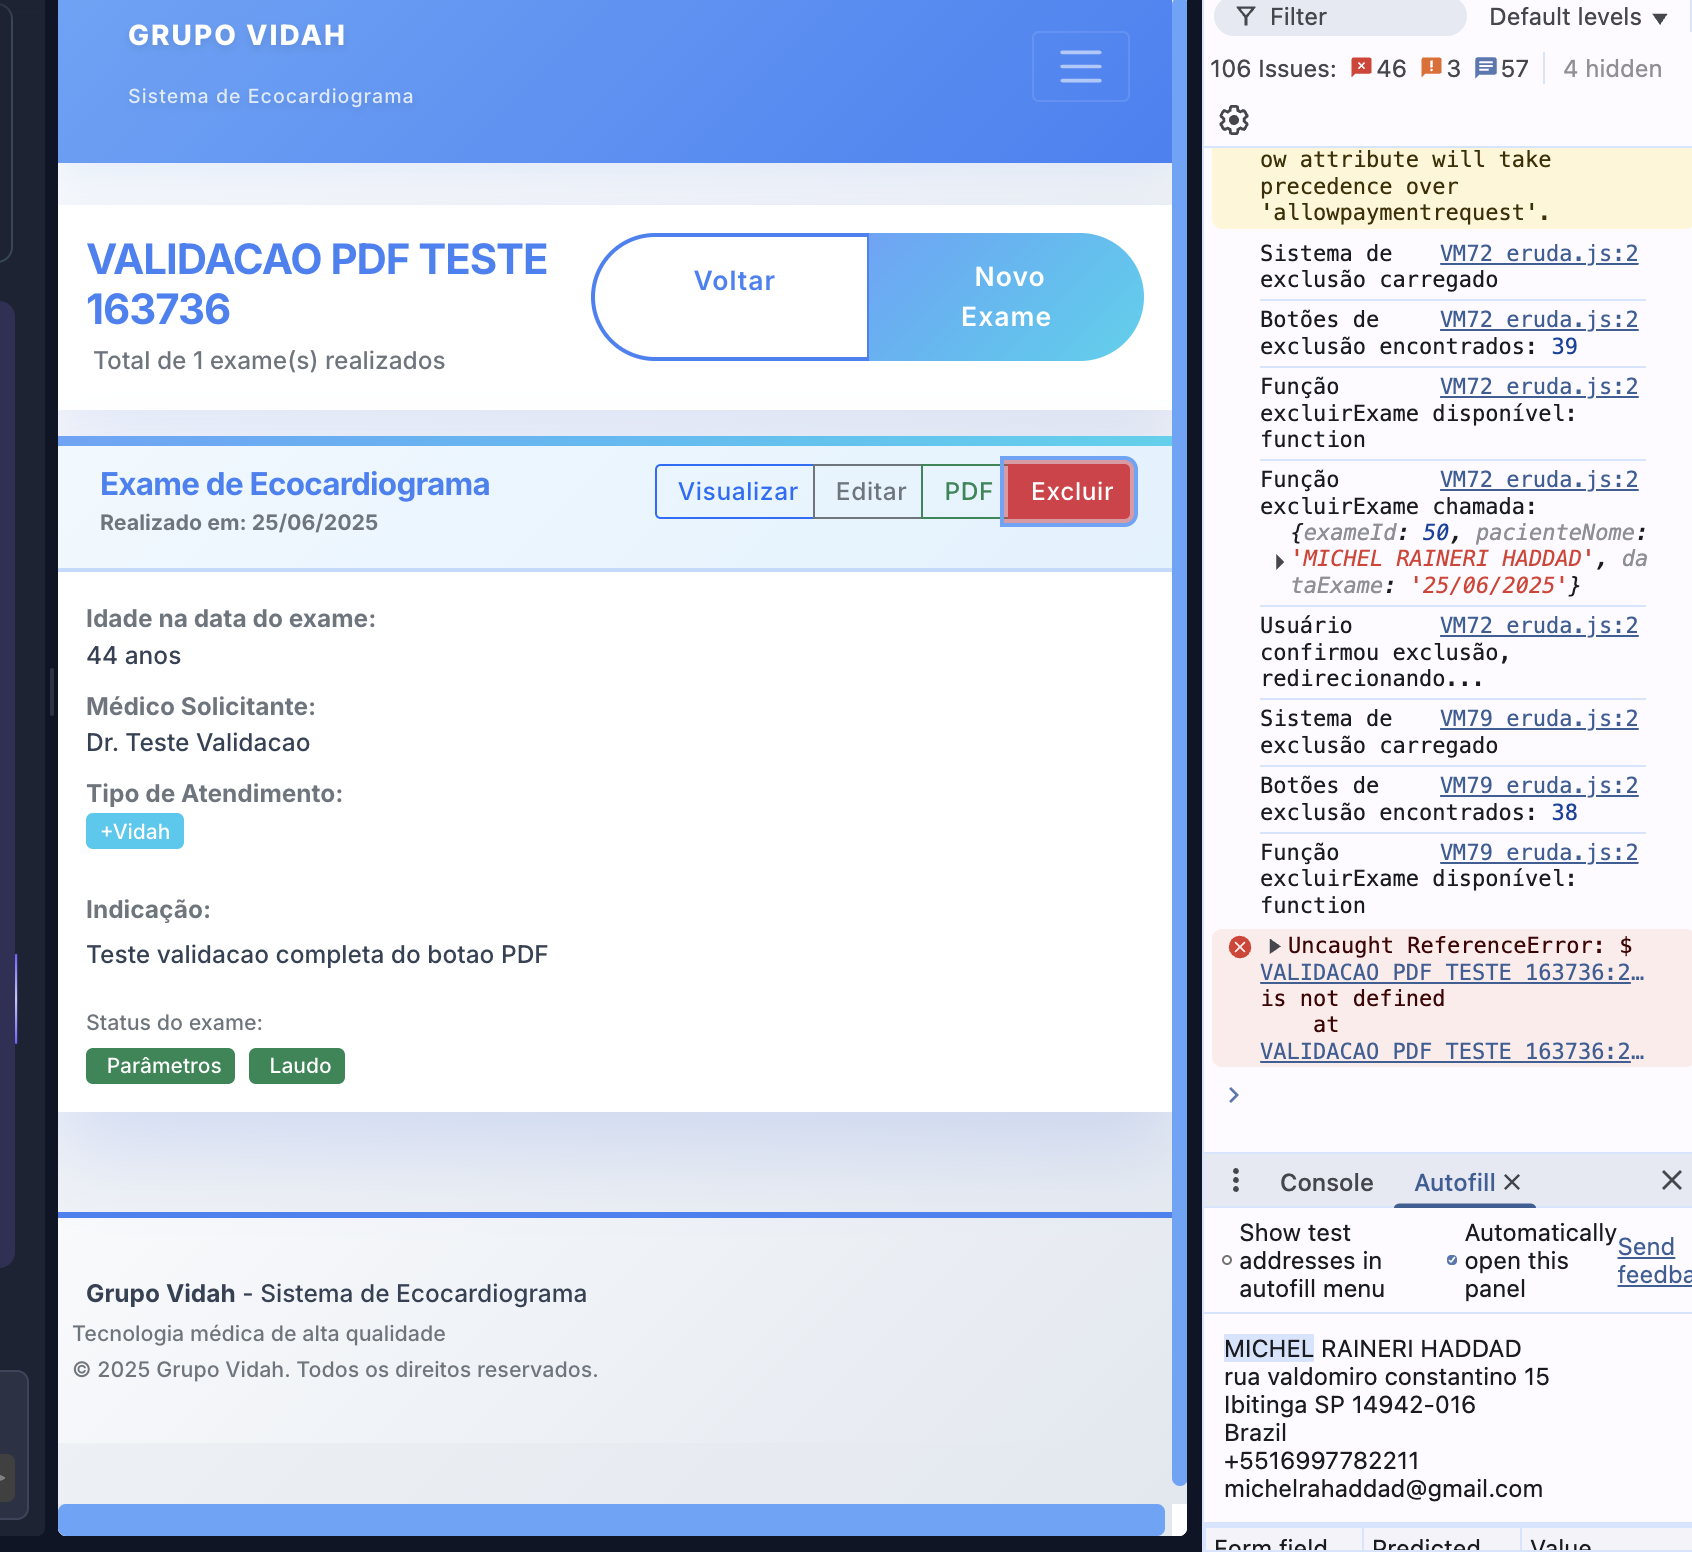 GRUPO VIDAH
Sistema de Ecocardiograma
VALIDACAO PDF TESTE
163736
Total de 1 exame(s) realizados
Voltar
Novo
Exame
Exame de Ecocardiograma
Realizado em: 25/06/2025
Visualizar
Editar
PDF
Excluir
Idade na data do exame:
44 anos
Médico Solicitante:
Dr. Teste Validacao
Tipo de Atendimento:
+Vidah
Indicação:
Teste validacao completa do botao PDF
Status do exame:
Parâmetros
Laudo
Grupo Vidah - Sistema de Ecocardiograma
Tecnologia médica de alta qualidade
© 2025 Grupo Vidah. Todos os direitos reservados.
Filter
Default levels
106 Issues: 46 3 57 4 hidden
ow attribute will take
precedence over
'allowpaymentrequest'.
Sistema de VM72 eruda.js:2
exclusão carregado
Botões de VM72 eruda.js:2
exclusão encontrados: 39
Função VM72 eruda.js:2
excluirExame disponível:
function
Função VM72 eruda.js:2
excluirExame chamada:
{exameId: 50, pacienteNome:
'MICHEL RAINERI HADDAD', da
taExame: '25/06/2025'}
Usuário VM72 eruda.js:2
confirmou exclusão,
redirecionando...
Sistema de VM79 eruda.js:2
exclusão carregado
Botões de VM79 eruda.js:2
exclusão encontrados: 38
Função VM79 eruda.js:2
excluirExame disponível:
function
Uncaught ReferenceError: $
VALIDACAO PDF TESTE 163736:2…
is not defined
at
VALIDACAO PDF TESTE 163736:2…
Console
Autofill
Show test
addresses in
autofill menu
Automatically
open this
panel
Send
feedba
MICHEL RAINERI HADDAD
rua valdomiro constantino 15
Ibitinga SP 14942-016
Brazil
+5516997782211
michelrahaddad@gmail.com
Form field
Predicted
Value